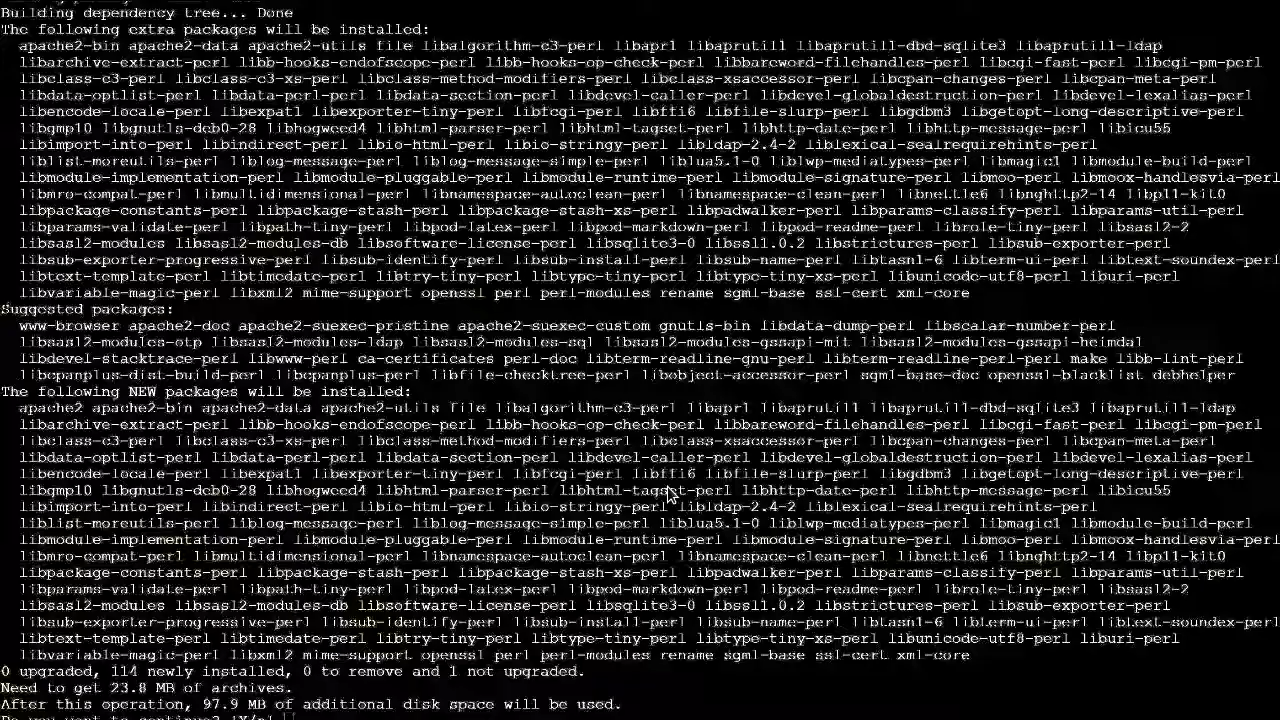 Building dependency tree... Done
The following extra packages will be installed:
apache2-bin apache2-data apache2-utils file libalgorithm-c3-perl libapr1 libaprutil1 libaprutil1-dbd-sqlite3 libaprutil1-ldap
libarchive-extract-perl libb-hooks-endofscope-perl libb-hooks-op-check-perl libbareword-filehandles-perl libcgi-fast-perl libcgi-pm-perl
libclass-c3-perl libclass-c3-xs-perl libclass-method-modifiers-perl libclass-xsaccessor-perl libcpan-changes-perl libcpan-meta-perl
libdata-optlist-perl libdata-perl-perl libdata-section-perl libdevel-caller-perl libdevel-globaldestruction-perl libdevel-lexalias-perl
libencode-locale-perl libexpat1 libexporter-tiny-perl libfcgi-perl libffi6 libfile-slurp-perl libgdbm3 libgetopt-long-descriptive-perl
libgmp10 libgnutls-deb0-28 libhogweed4 libhtml-parser-perl libhtml-tagset-perl libhttp-date-perl libhttp-message-perl libicu55
libimport-into-perl libindirect-perl libio-html-perl libio-stringy-perl libldap-2.4-2 liblexical-sealrequirehints-perl
liblist-moreutils-perl liblog-message-perl liblog-message-simple-perl liblua5.1-0 liblwp-mediatypes-perl libmagic1 libmodule-build-perl
libmodule-implementation-perl libmodule-pluggable-perl libmodule-runtime-perl libmodule-signature-perl libmoo-perl libmoox-handlesvia-perl
libmro-compat-perl libmultidimensional-perl libnamespace-autoclean-perl libnamespace-clean-perl libnettle6 libnghttp2-14 libp11-kit0
libpackage-constants-perl libpackage-stash-perl libpackage-stash-xs-perl libpadwalker-perl libparams-classify-perl libparams-util-perl
libparams-validate-perl libpath-tiny-perl libpod-latex-perl libpod-markdown-perl libpod-readme-perl librole-tiny-perl libsasl2-2
libsasl2-modules libsasl2-modules-db libsoftware-license-perl libsqlite3-0 libssl1.0.2 libstrictures-perl libsub-exporter-perl
libsub-exporter-progressive-perl libsub-identify-perl libsub-install-perl libsub-name-perl libtasn1-6 libterm-ui-perl libtext-soundex-perl
libtext-template-perl libtimedate-perl libtry-tiny-perl libtype-tiny-perl libtype-tiny-xs-perl libunicode-utf8-perl liburi-perl
libvariable-magic-perl libxml2 mime-support openssl perl perl-modules rename sgml-base ssl-cert xml-core
Suggested packages:
www-browser apache2-doc apache2-suexec-pristine apache2-suexec-custom gnutls-bin libdata-dump-perl libscalar-number-perl
libsasl2-modules-otp libsasl2-modules-ldap libsasl2-modules-sql libsasl2-modules-gssapi-mit libsasl2-modules-gssapi-heimdal
libdevel-stacktrace-perl libwww-perl ca-certificates perl-doc libterm-readline-gnu-perl libterm-readline-perl-perl make libb-lint-perl
libcpanplus-dist-build-perl libcpanplus-perl libfile-checktree-perl libobject-accessor-perl sgml-base-doc openssl-blacklist debhelper
The following NEW packages will be installed:
apache2 apache2-bin apache2-data apache2-utils file libalgorithm-c3-perl libapr1 libaprutil1 libaprutil1-dbd-sqlite3 libaprutil1-ldap
libarchive-extract-perl libb-hooks-endofscope-perl libb-hooks-op-check-perl libbareword-filehandles-perl libcgi-fast-perl libcgi-pm-perl
libclass-c3-perl libclass-c3-xs-perl libclass-method-modifiers-perl libclass-xsaccessor-perl libcpan-changes-perl libcpan-meta-perl
libdata-optlist-perl libdata-perl-perl libdata-section-perl libdevel-caller-perl libdevel-globaldestruction-perl libdevel-lexalias-perl
libencode-locale-perl libexpat1 libexporter-tiny-perl libfcgi-perl libffi6 libfile-slurp-perl libgdbm3 libgetopt-long-descriptive-perl
libgmp10 libgnutls-deb0-28 libhogweed4 libhtml-parser-perl libhtml-tagset-perl libhttp-date-perl libhttp-message-perl libicu55
libimport-into-perl libindirect-perl libio-html-perl libio-stringy-perl libldap-2.4-2 liblexical-sealrequirehints-perl
liblist-moreutils-perl liblog-message-perl liblog-message-simple-perl liblua5.1-0 liblwp-mediatypes-perl libmagic1 libmodule-build-perl
libmodule-implementation-perl libmodule-pluggable-perl libmodule-runtime-perl libmodule-signature-perl libmoo-perl libmoox-handlesvia-perl
libmro-compat-perl libmultidimensional-perl libnamespace-autoclean-perl libnamespace-clean-perl libnettle6 libnghttp2-14 libp11-kit0
libpackage-constants-perl libpackage-stash-perl libpackage-stash-xs-perl libpadwalker-perl libparams-classify-perl libparams-util-perl
libparams-validate-perl libpath-tiny-perl libpod-latex-perl libpod-markdown-perl libpod-readme-perl librole-tiny-perl libsasl2-2
libsasl2-modules libsasl2-modules-db libsoftware-license-perl libsqlite3-0 libssl1.0.2 libstrictures-perl libsub-exporter-perl
libsub-exporter-progressive-perl libsub-identify-perl libsub-install-perl libsub-name-perl libtasn1-6 libterm-ui-perl libtext-soundex-perl
libtext-template-perl libtimedate-perl libtry-tiny-perl libtype-tiny-perl libtype-tiny-xs-perl libunicode-utf8-perl liburi-perl
libvariable-magic-perl libxml2 mime-support openssl perl perl-modules rename sgml-base ssl-cert xml-core
0 upgraded, 114 newly installed, 0 to remove and 1 not upgraded.
Need to get 23.8 MB of archives.
After this operation, 97.9 MB of additional disk space will be used.
Do you want to continue? [Y/n]